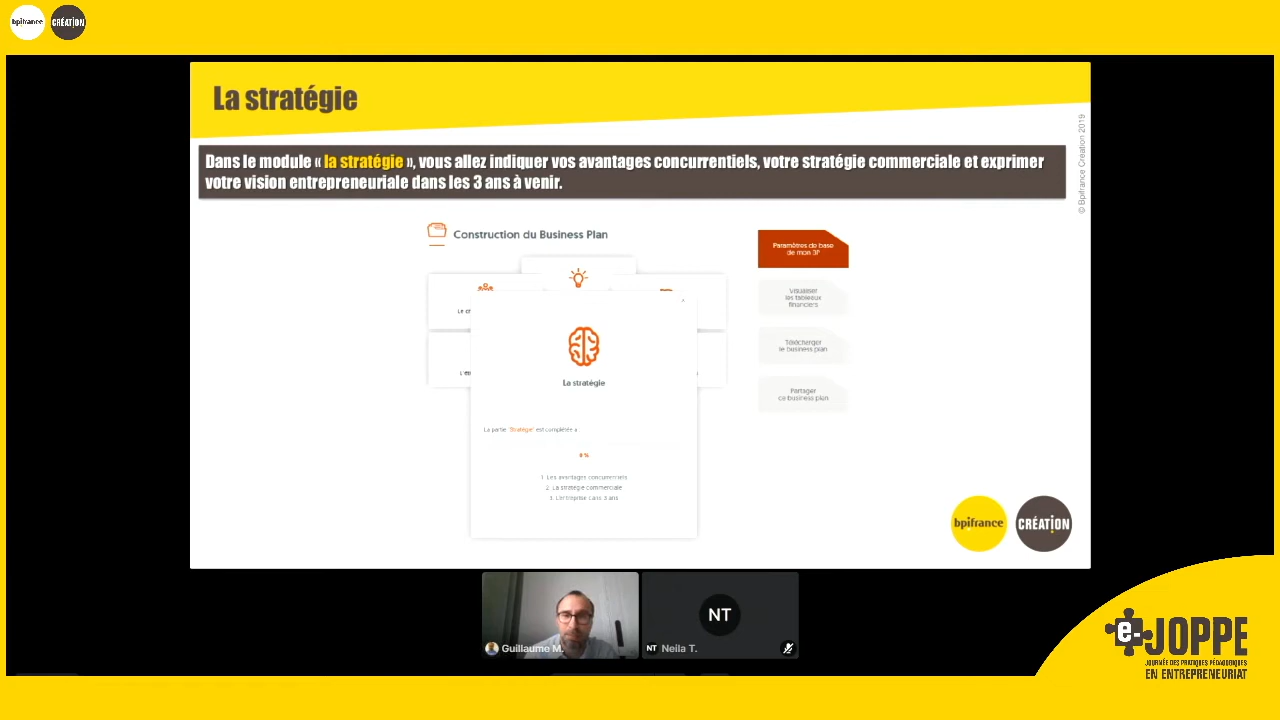 bpifrance
CRÉATION
La stratégie
© Bpifrance Création 2019
Dans le module « la stratégie », vous allez indiquer vos avantages concurrentiels, votre stratégie commerciale et exprimer
votre vision entrepreneuriale dans les 3 ans à venir.
Construction du Business Plan
Paramètres de base
de mon BP
Visualiser
les tableaux
financiers
Télécharger
le business plan
Partager
ce business plan
La stratégie
La partie "Stratégie" est complétée à
0 %
1. Les avantages concurrentiels
2. La stratégie commerciale
3. L'entreprise dans 3 ans
bpifrance
CRÉATION
Guillaume M.
NT
NT Neila T.
e-JOPPE
JOURNÉE DES PRATIQUES PÉDAGOGIQUES
EN ENTREPRENEURIAT